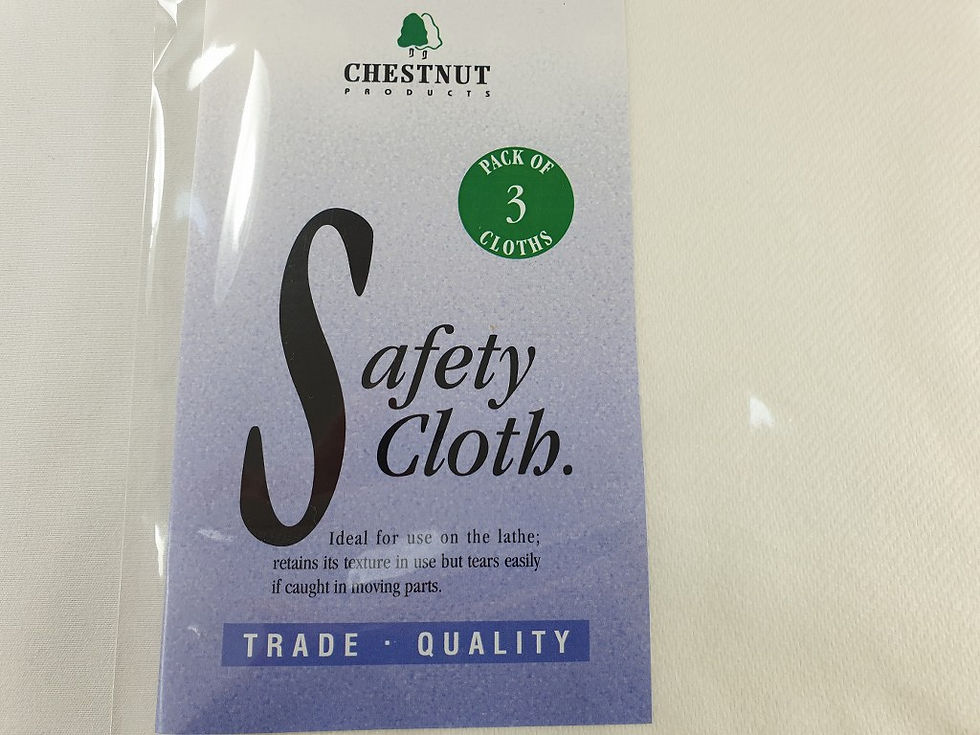 CHESTNUT
PRODUCTS
PACK OF
3
CLOTHS
Safety
Cloth.
Ideal for use on the lathe;
retains its texture in use but tears easily
if caught in moving parts.
TRADE · QUALITY